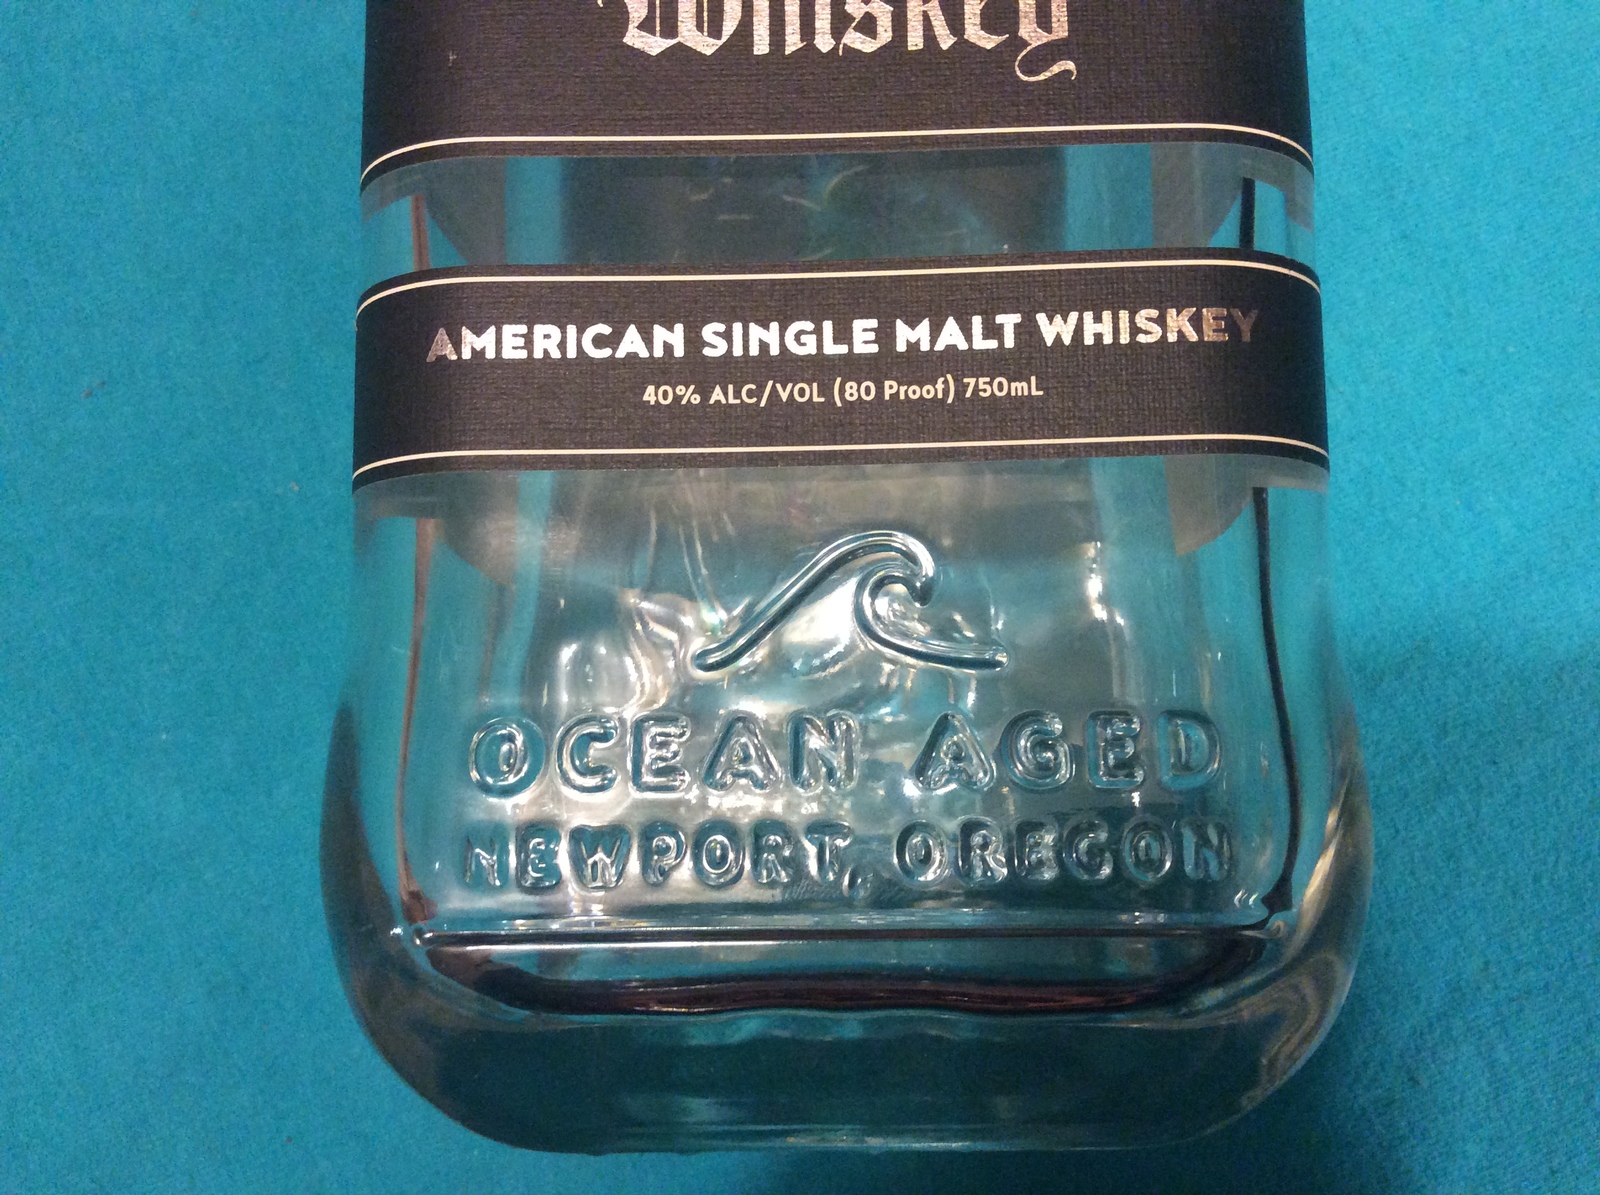 Whiskey
AMERICAN SINGLE MALT WHISKEY
40% ALC/VOL (80 Proof) 750mL
OCEAN AGED
NEWPORT, OREGON